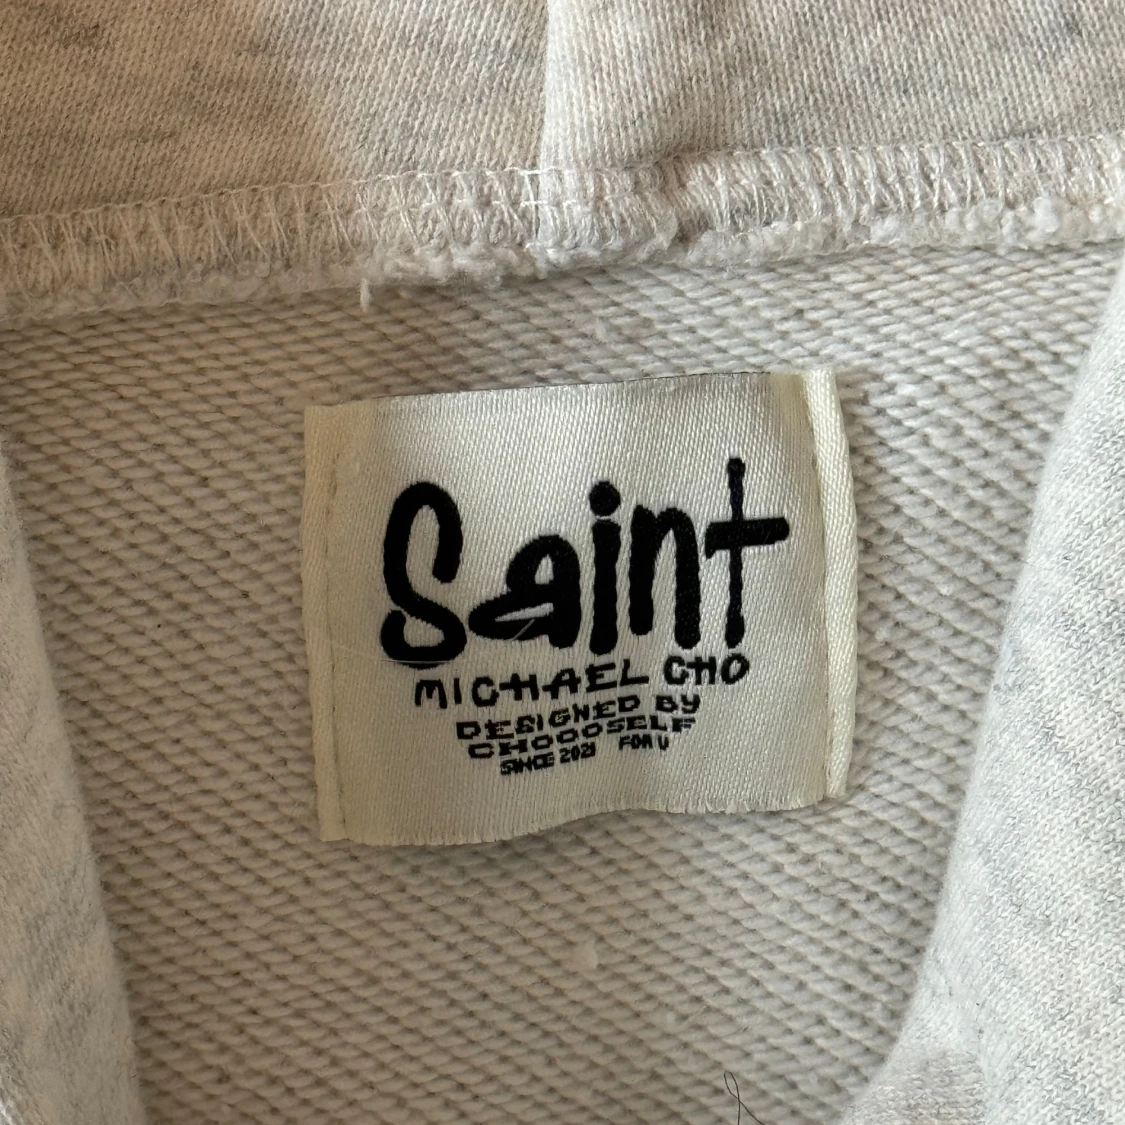 Saint
MICHAEL CHO
DESIGNED BY
CHOOOSELF
SINCE 2021 FOR U